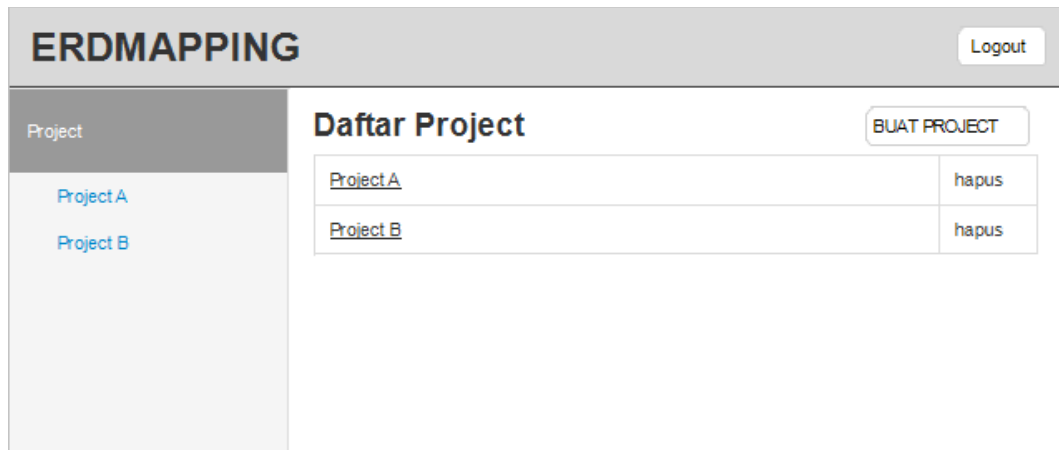 ERDMAPPING
Logout
Project
Project A
Project B
Daftar Project
BUAT PROJECT
Project A
hapus
Project B
hapus